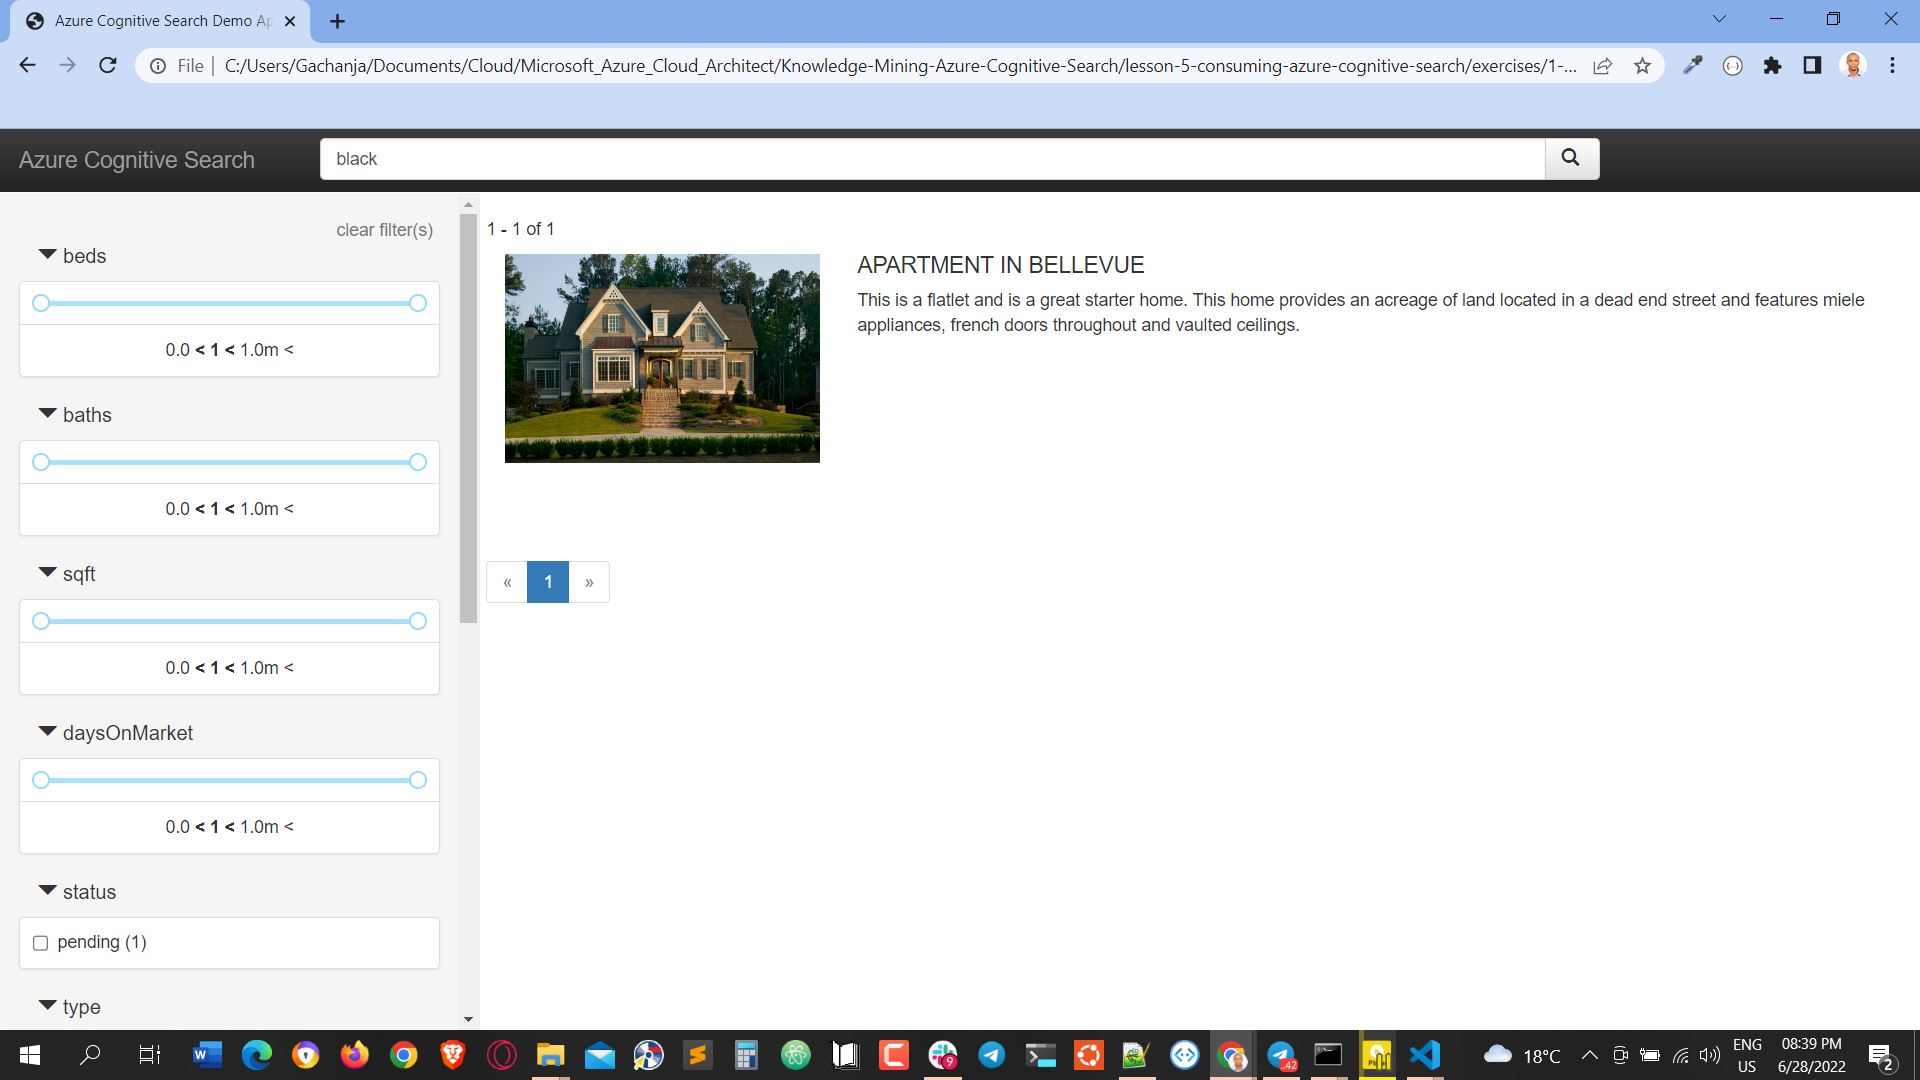 Azure Cognitive Search Demo Ap
File
C:/Users/Gachanja/Documents/Cloud/Microsoft_Azure_Cloud_Architect/Knowledge-Mining-Azure-Cognitive-Search/lesson-5-consuming-azure-cognitive-search/exercises/1-...
Azure Cognitive Search
black
clear filter(s)
beds
0.0 < 1 < 1.0m <
baths
0.0 < 1 < 1.0m <
sqft
0.0 < 1 < 1.0m <
daysOnMarket
0.0 < 1 < 1.0m <
status
pending (1)
type
1 - 1 of 1
APARTMENT IN BELLEVUE
This is a flatlet and is a great starter home. This home provides an acreage of land located in a dead end street and features miele
appliances, french doors throughout and vaulted ceilings.
« 1 »
9
42
18°C
ENG
US
08:39 PM
6/28/2022
2